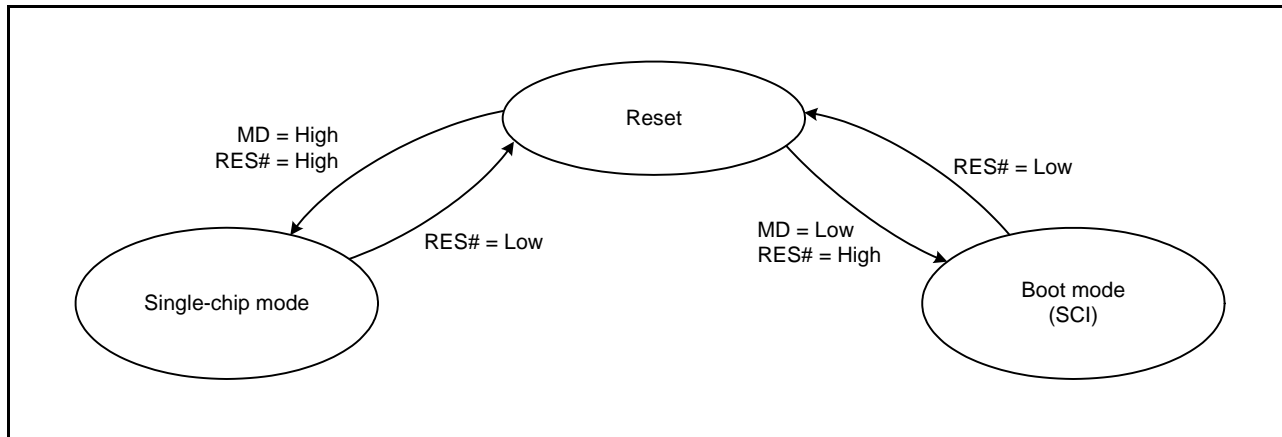 Reset
MD = High
RES# = High
RES# = Low
RES# = Low
MD = Low
RES# = High
Single-chip mode
Boot mode
(SCI)